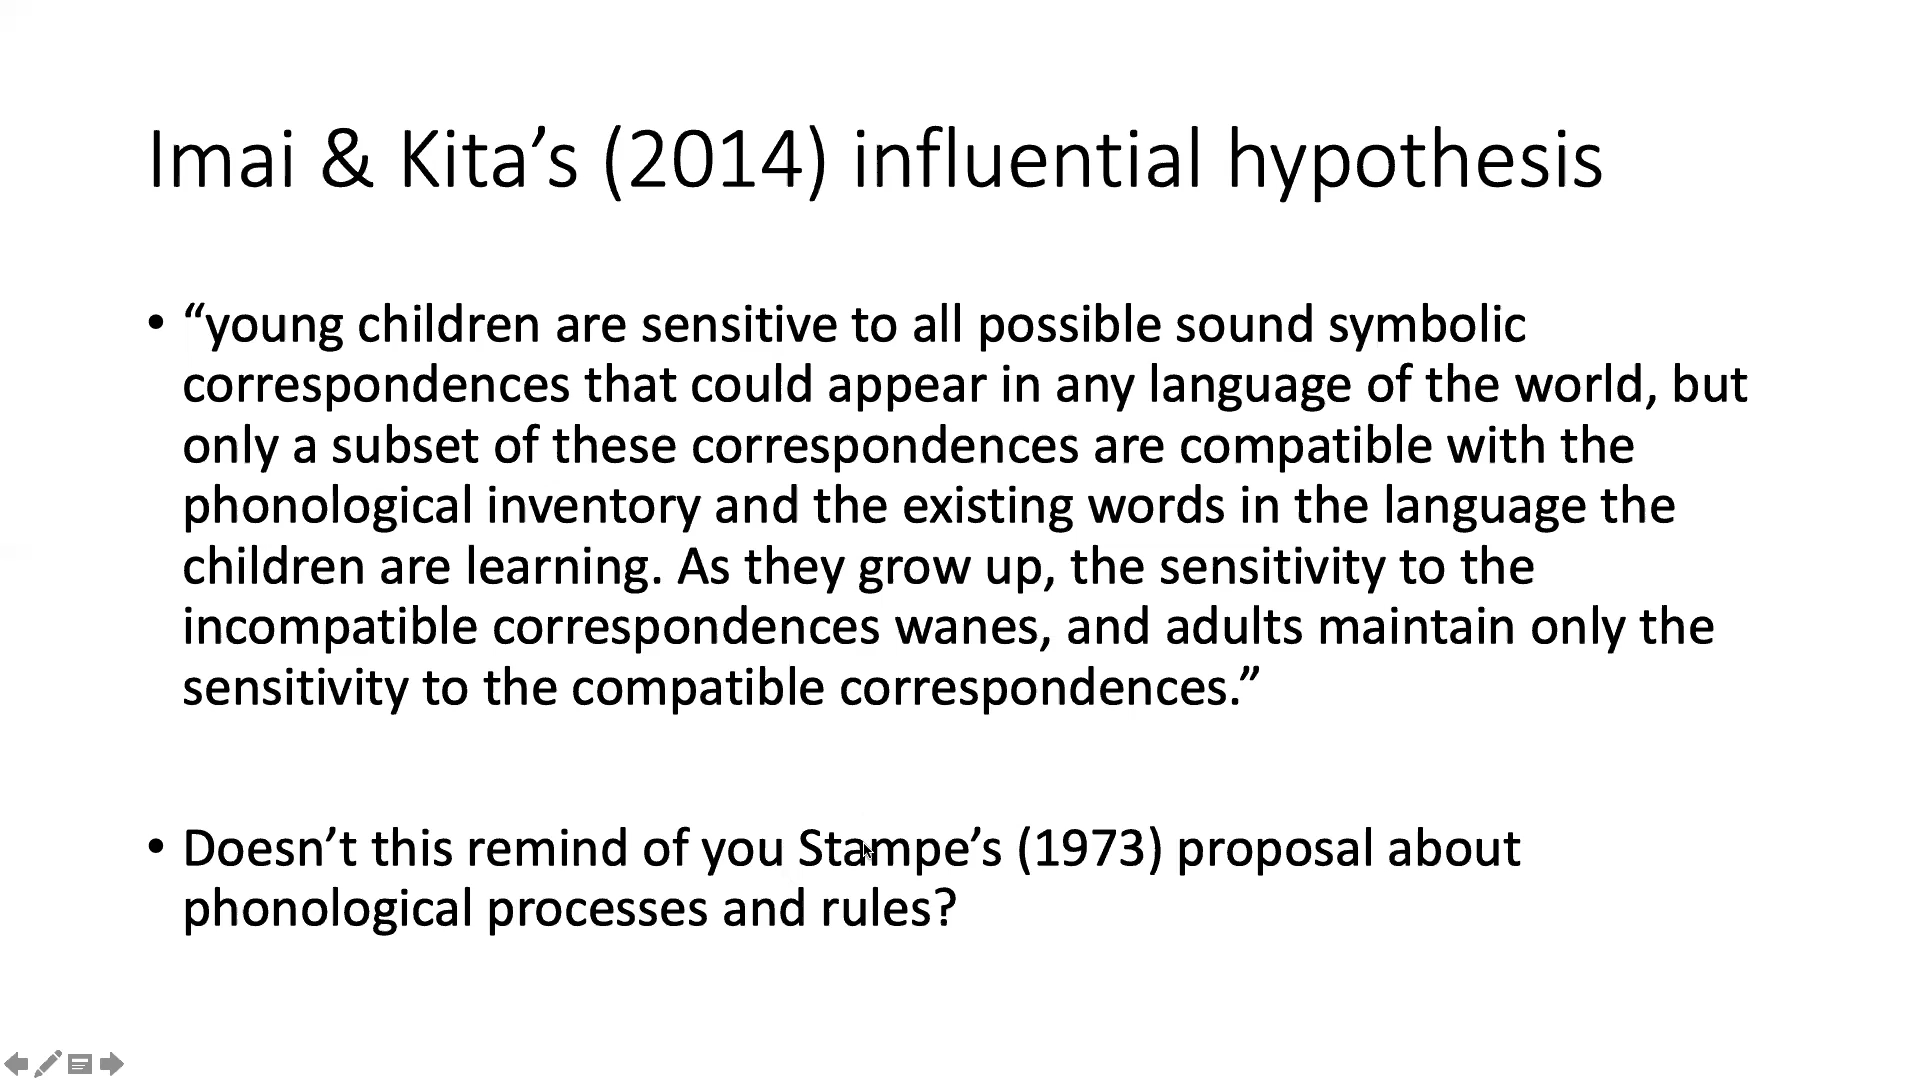 Imai & Kita’s (2014) influential hypothesis
• “young children are sensitive to all possible sound symbolic
correspondences that could appear in any language of the world, but
only a subset of these correspondences are compatible with the
phonological inventory and the existing words in the language the
children are learning. As they grow up, the sensitivity to the
incompatible correspondences wanes, and adults maintain only the
sensitivity to the compatible correspondences.”
• Doesn’t this remind of you Stampe’s (1973) proposal about
phonological processes and rules?